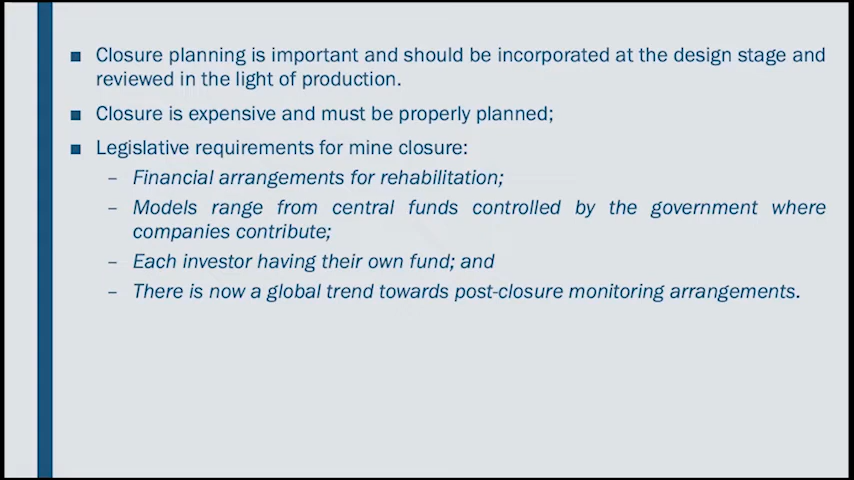 ■ Closure planning is important and should be incorporated at the design stage and
reviewed in the light of production.
■ Closure is expensive and must be properly planned;
■ Legislative requirements for mine closure:
– Financial arrangements for rehabilitation;
– Models range from central funds controlled by the government where
companies contribute;
– Each investor having their own fund; and
– There is now a global trend towards post-closure monitoring arrangements.